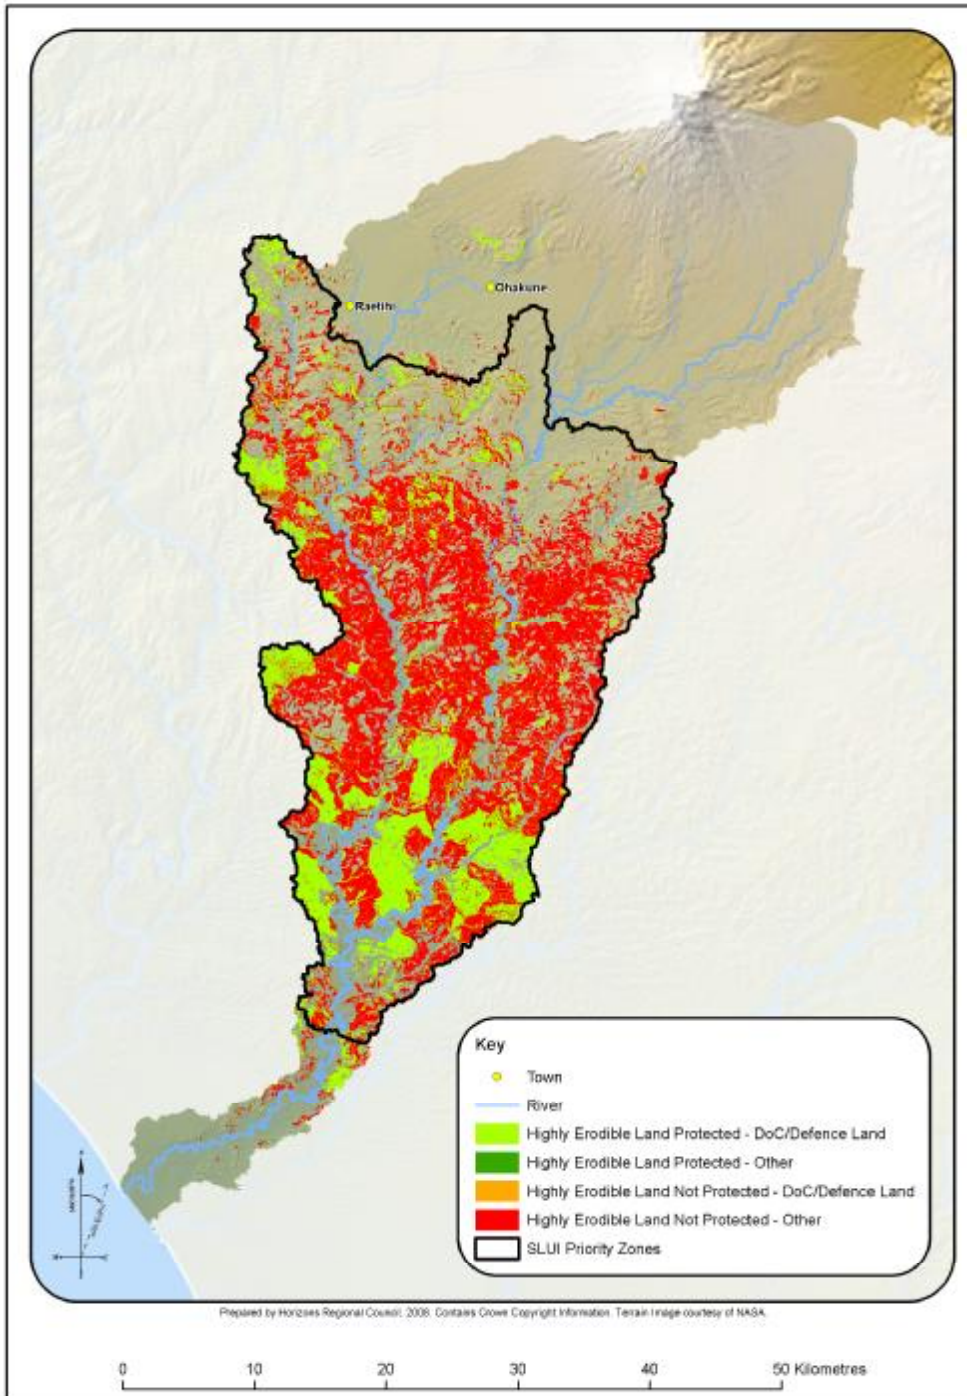 Ohakune
Raetihi
Key
Town
River
Highly Erodible Land Protected - DoC/Defence Land
Highly Erodible Land Protected - Other
Highly Erodible Land Not Protected - DoC/Defence Land
Highly Erodible Land Not Protected - Other
SLUI Priority Zones
Prepared by Horizons Regional Council, 2008. Contains Crown Copyright Information. Terrain Image courtesy of NASA.
0 10 20 30 40 50 Kilometres